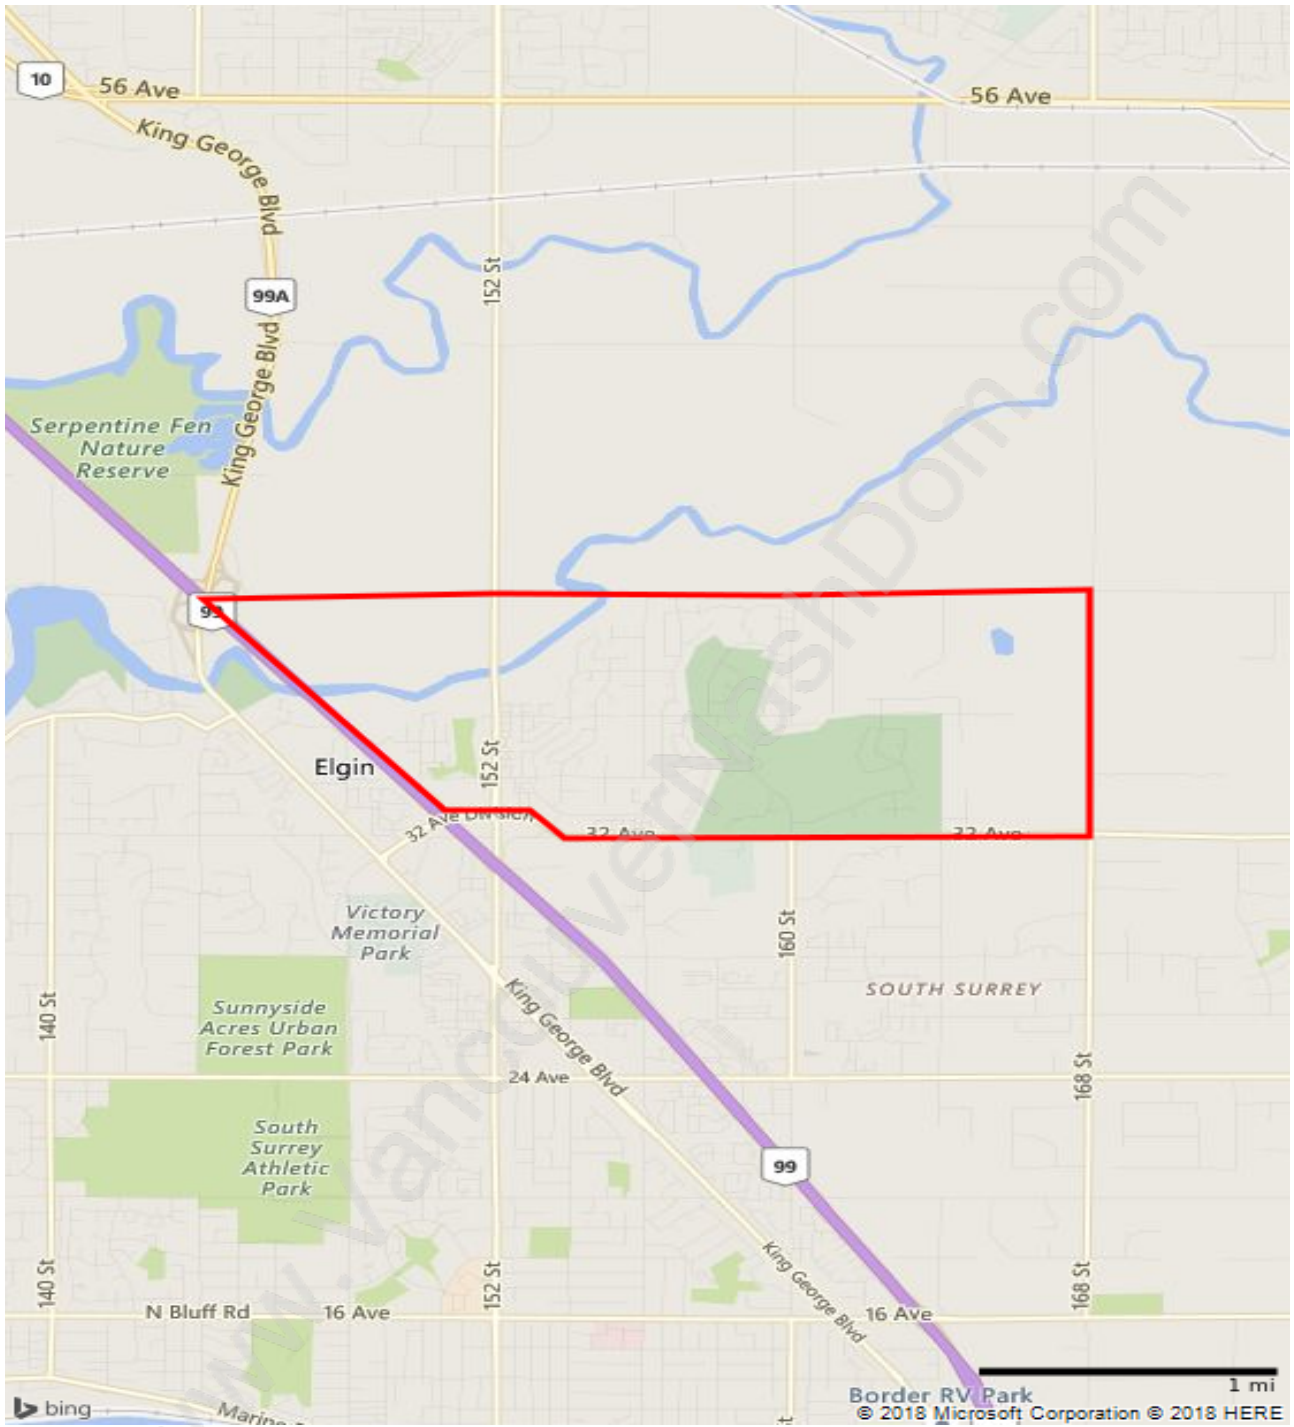 10
56 Ave
56 Ave
King George Blvd
152 St
99A
King George Blvd
Serpentine Fen
Nature
Reserve
99
152 St
Elgin
32 Ave Division
32 Ave
32 Ave
Victory
Memorial
Park
160 St
SOUTH SURREY
140 St
Sunnyside
Acres Urban
Forest Park
King George Blvd
24 Ave
168 St
South
Surrey
Athletic
Park
99
King George Blvd
140 St
152 St
168 St
N Bluff Rd
16 Ave
16 Ave
1 mi
Border RV Park
bing
Marine
© 2018 Microsoft Corporation © 2018 HERE
www.VancouverMashDom.com